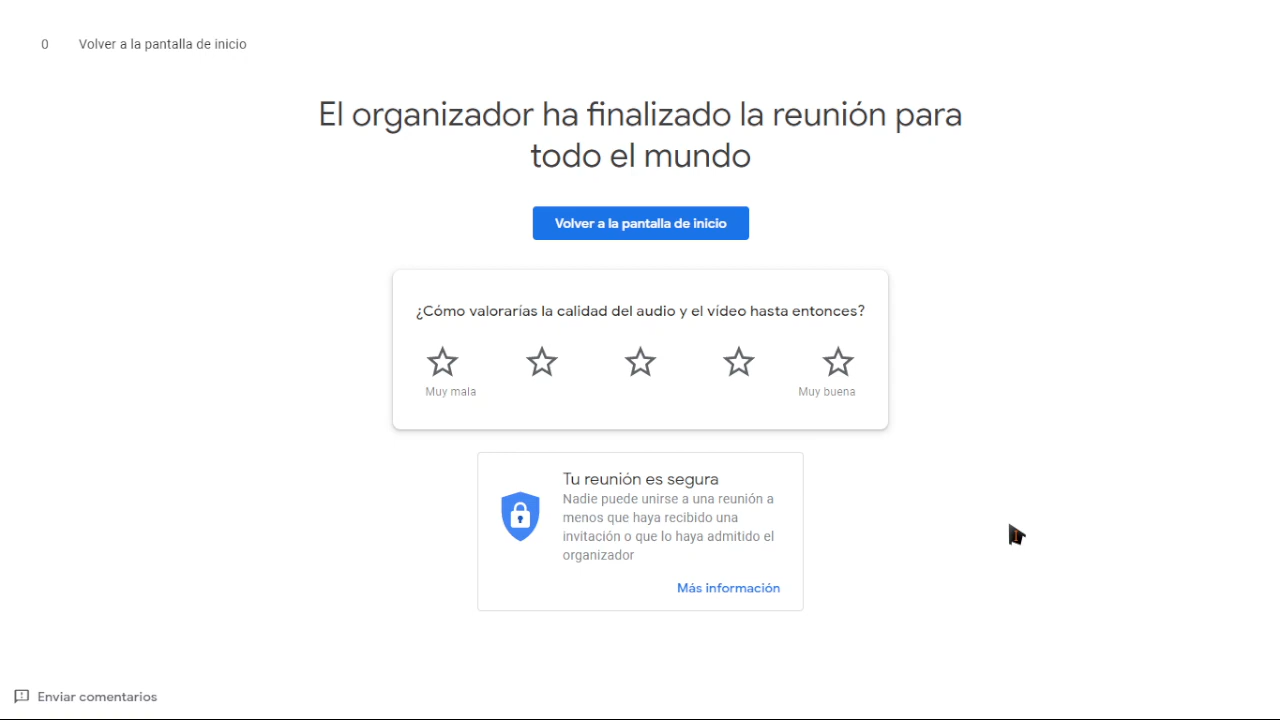 0 Volver a la pantalla de inicio
El organizador ha finalizado la reunión para
todo el mundo
Volver a la pantalla de inicio
¿Cómo valorarías la calidad del audio y el vídeo hasta entonces?
Muy mala Muy buena
Tu reunión es segura
Nadie puede unirse a una reunión a
menos que haya recibido una
invitación o que lo haya admitido el
organizador
Más información
Enviar comentarios